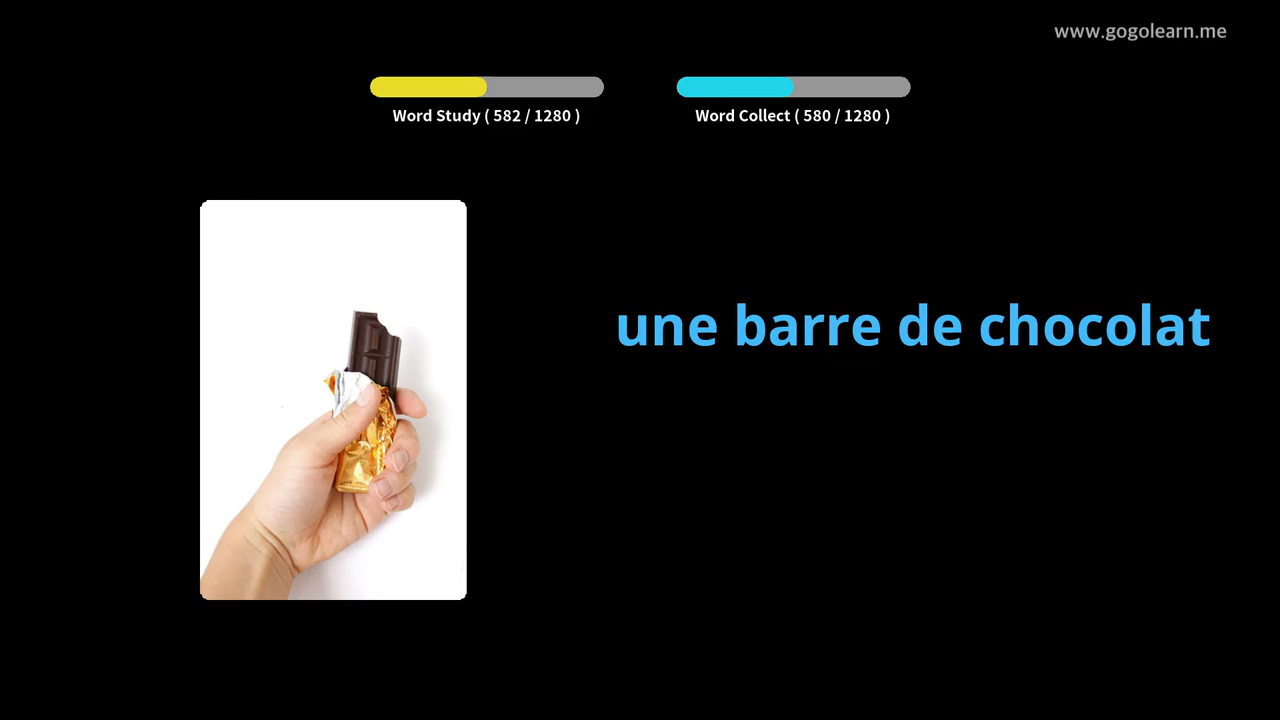 www.gogolearn.me
Word Study ( 582 / 1280 )
Word Collect ( 580 / 1280 )
une barre de chocolat